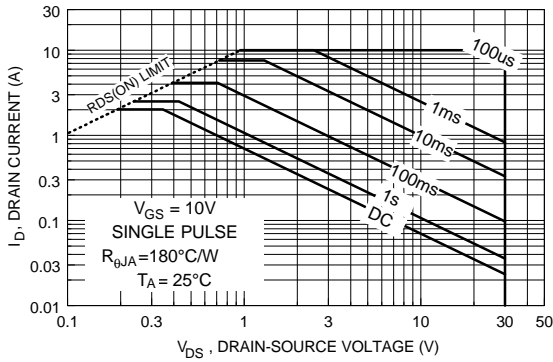 30
10
3
1
0.3
0.1
0.03
0.01
I_D, DRAIN CURRENT (A)
RDS(ON) LIMIT
100us
1ms
10ms
100ms
1s
DC
V_GS = 10V
SINGLE PULSE
R_θJA=180°C/W
T_A = 25°C
0.1
0.3
1
3
10
30
50
V_DS , DRAIN-SOURCE VOLTAGE (V)